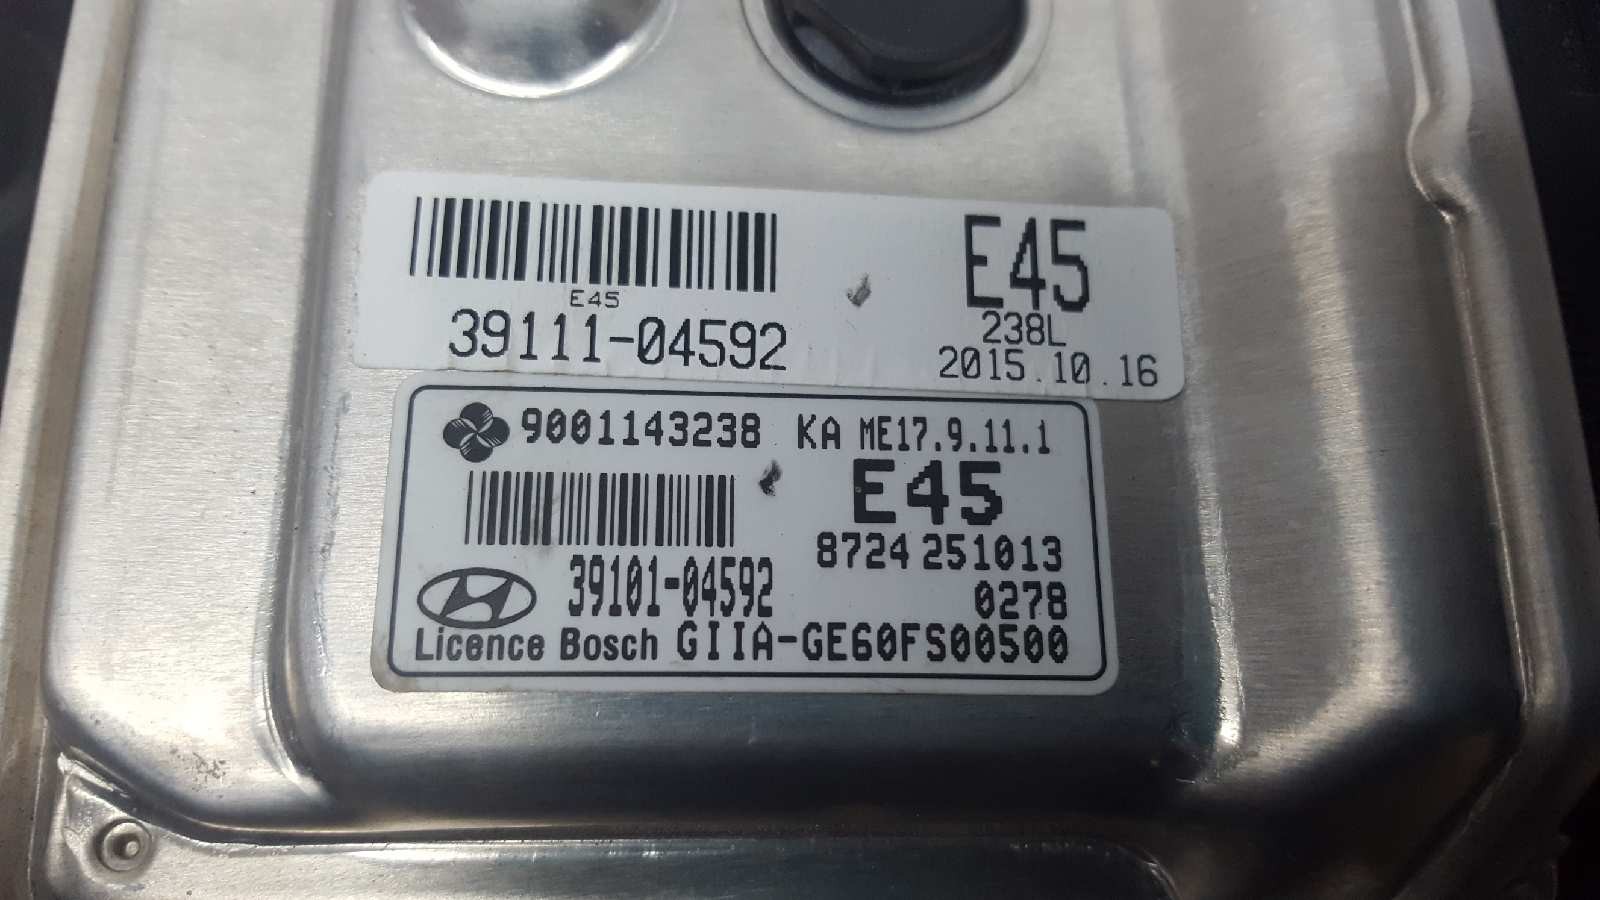 E45
39111-04592
E45
238L
2015.10.16
9001143238 KA ME17.9.11.1
E45
8724 251013
39101-04592
0278
Licence Bosch GIIA-GE60FS00500